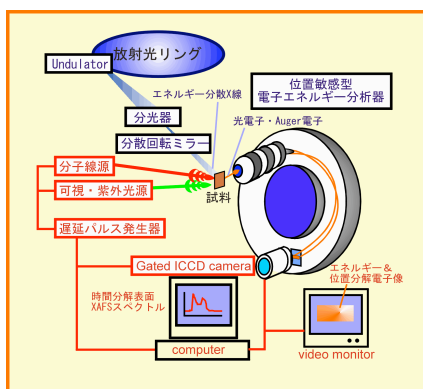 放射光リング
Undulator
エネルギー分散X線
位置敏感型
電子エネルギー分析器
分光器
光電子・Auger電子
分散回転ミラー
分子線源
可視・紫外光源
試料
遅延パルス発生器
Gated ICCD camera
エネルギー&
位置分解電子像
時間分解表面
XAFSスペクトル
computer
video monitor